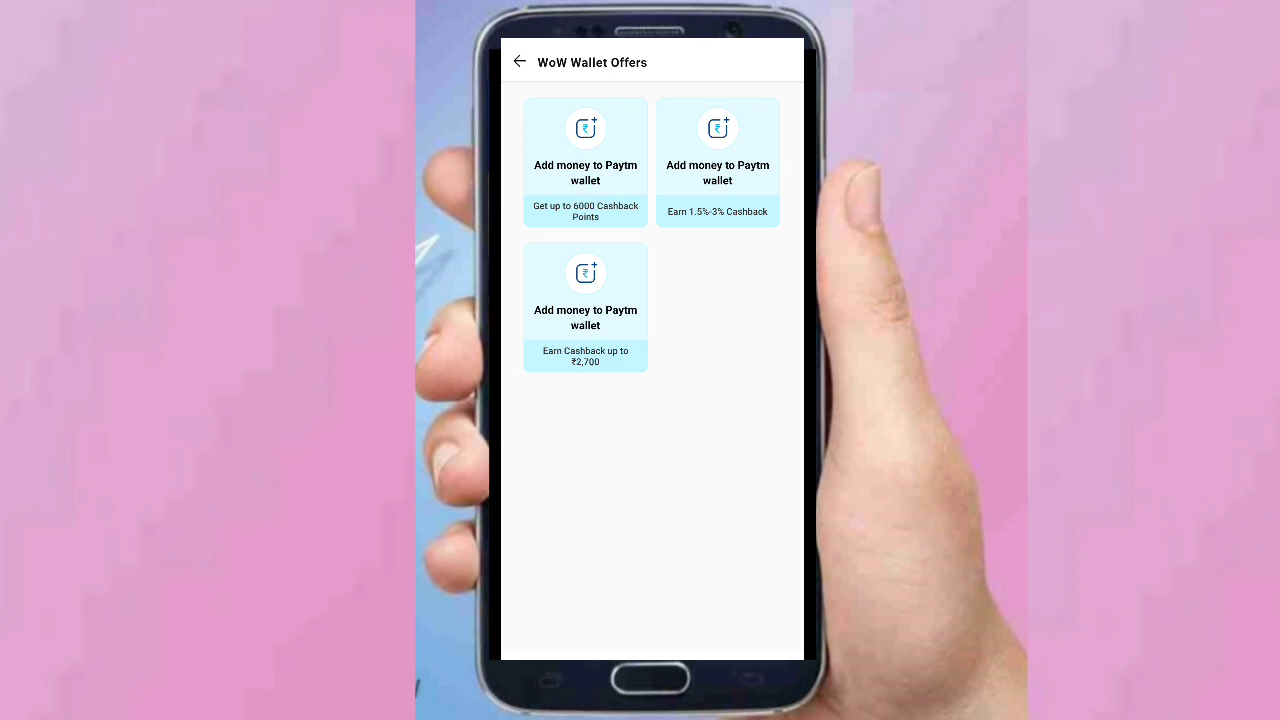 WoW Wallet Offers
Add money to Paytm
wallet
Get up to 6000 Cashback
Points
Add money to Paytm
wallet
Earn 1.5%-3% Cashback
Add money to Paytm
wallet
Earn Cashback up to
₹2,700